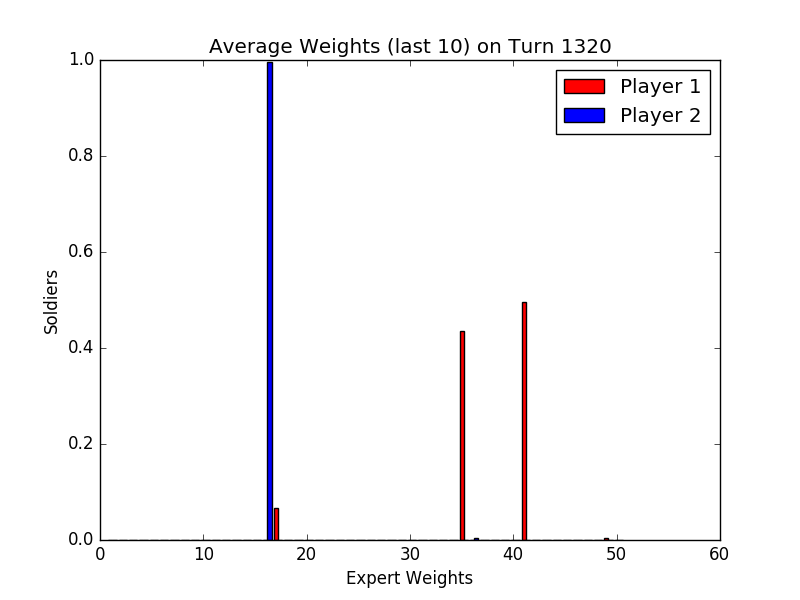 Average Weights (last 10) on Turn 1320
Player 1
Player 2
1.0
0.8
0.6
0.4
0.2
0.0
Soldiers
0 10 20 30 40 50 60
Expert Weights